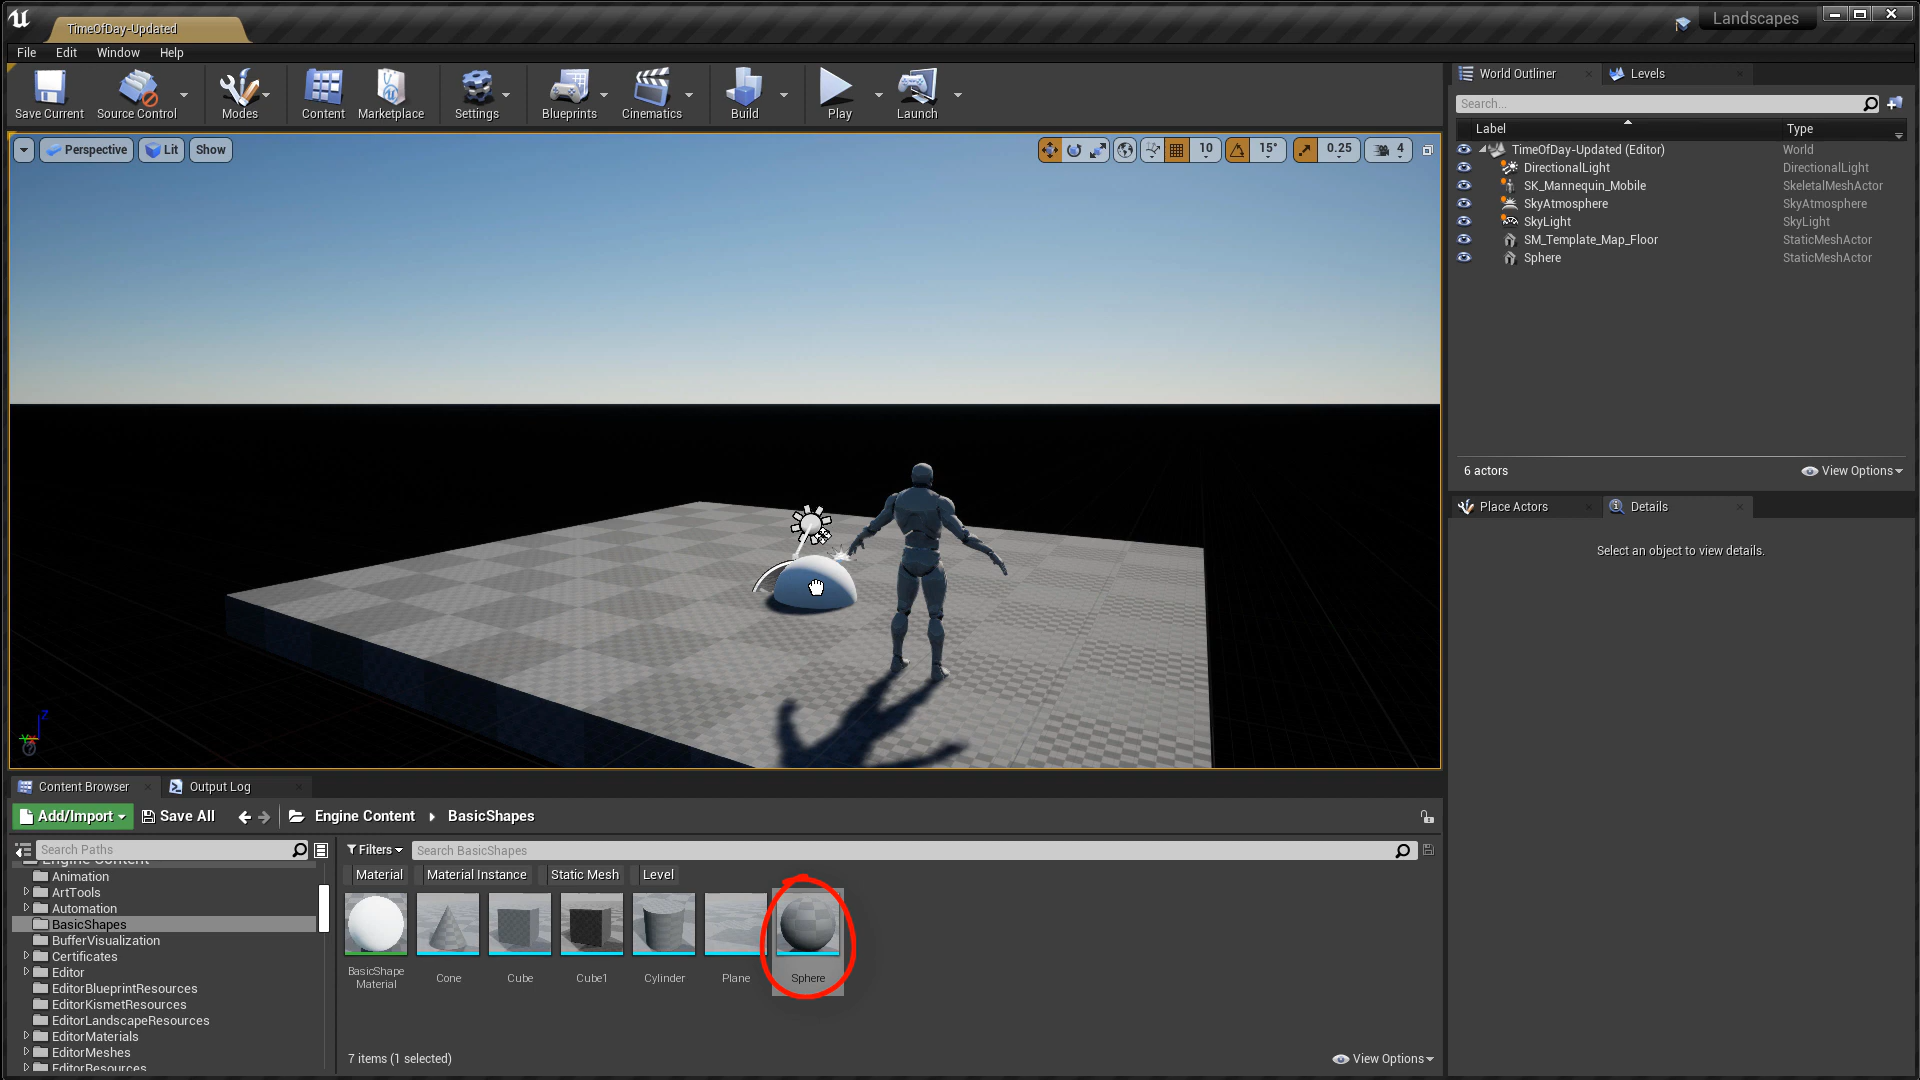 TimeOfDay-Updated
Landscapes
File Edit Window Help
Save Current Source Control Modes Content Marketplace Settings Blueprints Cinematics Build Play Launch
Perspective Lit Show
10 15° 0.25 4
World Outliner Levels
Search...
Label Type
TimeOfDay-Updated (Editor) World
DirectionalLight DirectionalLight
SK_Mannequin_Mobile SkeletalMeshActor
SkyAtmosphere SkyAtmosphere
SkyLight SkyLight
SM_Template_Map_Floor StaticMeshActor
Sphere StaticMeshActor
6 actors View Options
Place Actors Details
Select an object to view details.
Z
Content Browser Output Log
Add/Import Save All Engine Content BasicShapes
Search Paths
Engine Content
Animation
ArtTools
Automation
BasicShapes
BufferVisualization
Certificates
Editor
EditorBlueprintResources
EditorKismetResources
EditorLandscapeResources
EditorMaterials
EditorMeshes
EditorResources
Filters Search BasicShapes
Material Material Instance Static Mesh Level
BasicShape
Material
Cone Cube Cube1 Cylinder Plane Sphere
7 items (1 selected) View Options